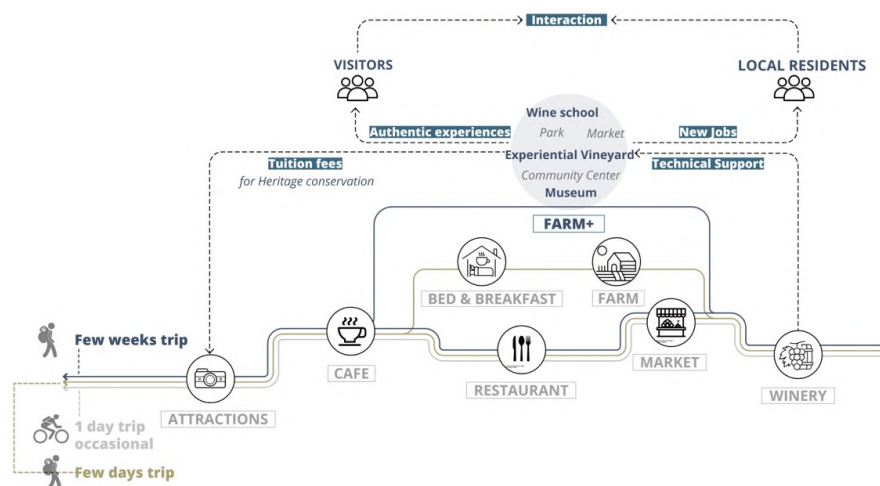 Interaction
VISITORS
LOCAL RESIDENTS
Wine school
Authentic experiences
Park Market
New Jobs
Experiential Vineyard
Tuition fees
Technical Support
for Heritage conservation
Community Center
Museum
FARM+
BED & BREAKFAST
FARM
Few weeks trip
CAFE
MARKET
RESTAURANT
WINERY
ATTRACTIONS
1 day trip
occasional
Few days trip